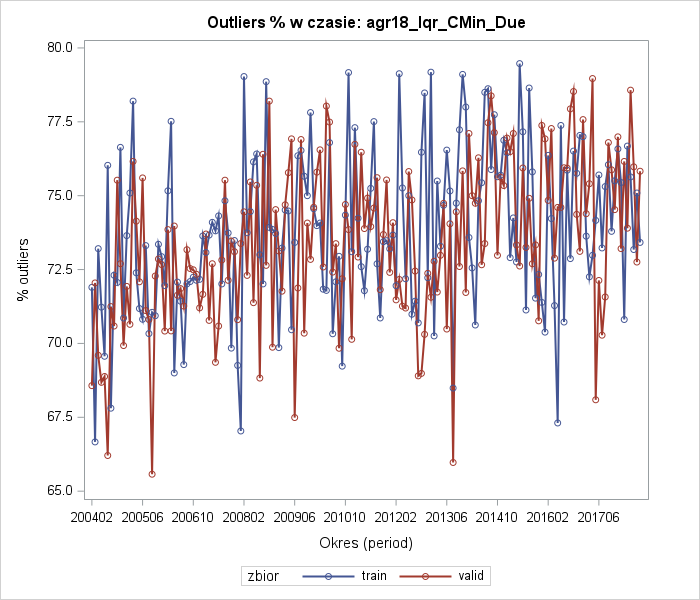 Outliers % w czasie: agr18_Iqr_CMin_Due
80.0
77.5
75.0
72.5
70.0
67.5
65.0
% outliers
200402 200506 200610 200802 200906 201010 201202 201306 201410 201602 201706
Okres (period)
zbior train valid